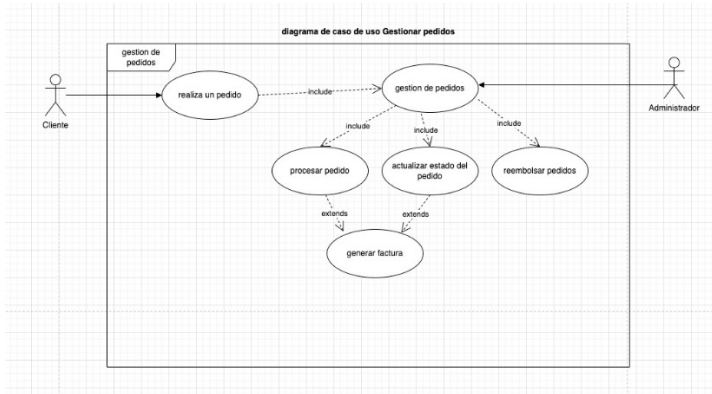 diagrama de caso de uso Gestionar pedidos
gestion de
pedidos
Cliente
realiza un pedido
include
gestion de pedidos
Administrador
include
include
include
procesar pedido
actualizar estado del
pedido
reembolsar pedidos
extends
extends
generar factura